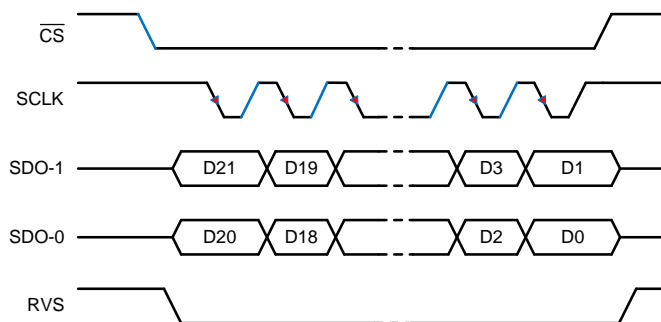 CS
SCLK
SDO-1 D21 D19 D3 D1
SDO-0 D20 D18 D2 D0
RVS